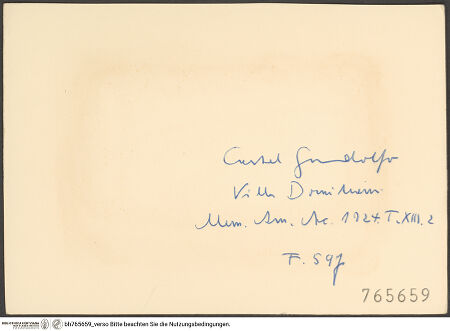 Castel Gandolfo
Villa Domitian
Mem. Am. Ac. 1924. T. XIII. 2
F. 597
765659
bh765659_verso Bitte beachten Sie die Nutzungsbedingungen.